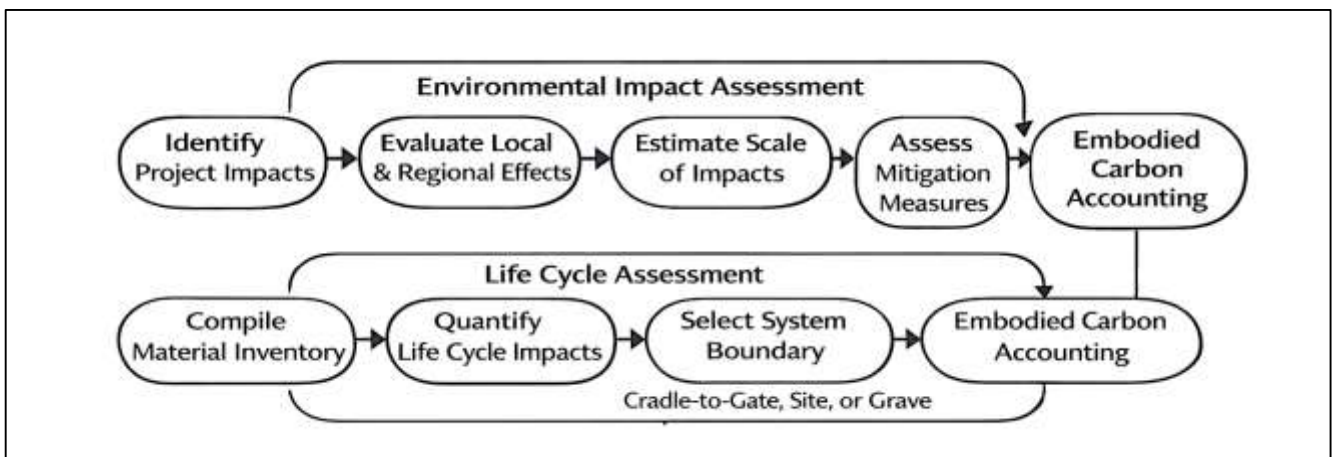 Environmental Impact Assessment
Identify
Project Impacts
Evaluate Local
& Regional Effects
Estimate Scale
of Impacts
Assess
Mitigation
Measures
Embodied
Carbon
Accounting
Life Cycle Assessment
Compile
Material Inventory
Quantify
Life Cycle Impacts
Select System
Boundary
Embodied Carbon
Accounting
Cradle-to-Gate, Site, or Grave